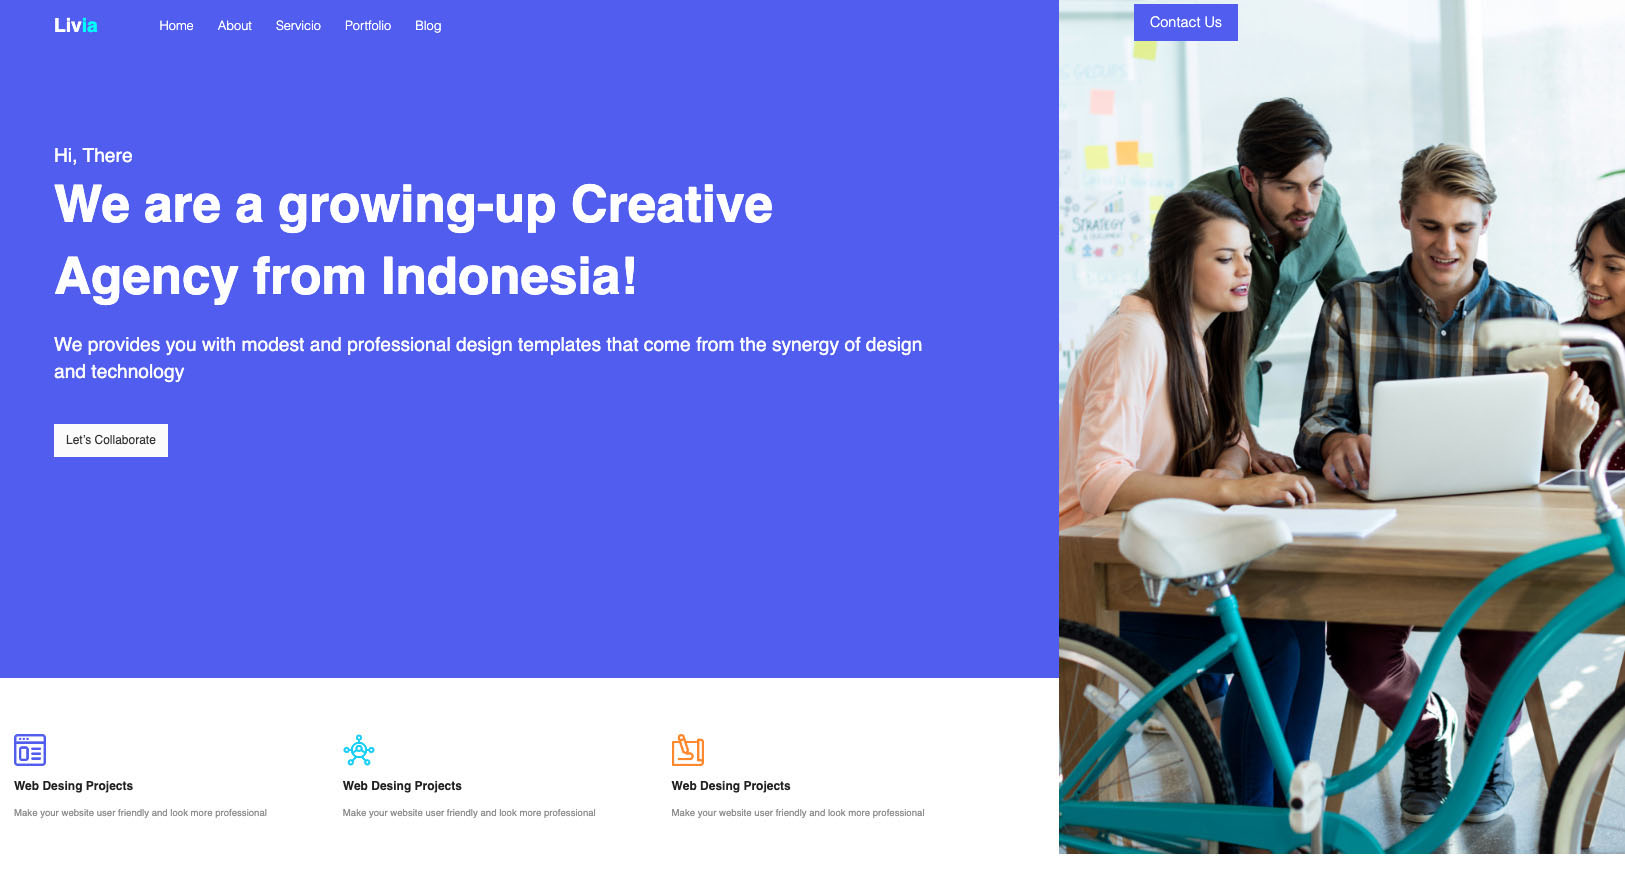 Livia
Home About Servicio Portfolio Blog
Contact Us
Hi, There
We are a growing-up Creative
Agency from Indonesia!
We provides you with modest and professional design templates that come from the synergy of design
and technology
Let's Collaborate
STRATEGY
Web Desing Projects
Make your website user friendly and look more professional
Web Desing Projects
Make your website user friendly and look more professional
Web Desing Projects
Make your website user friendly and look more professional